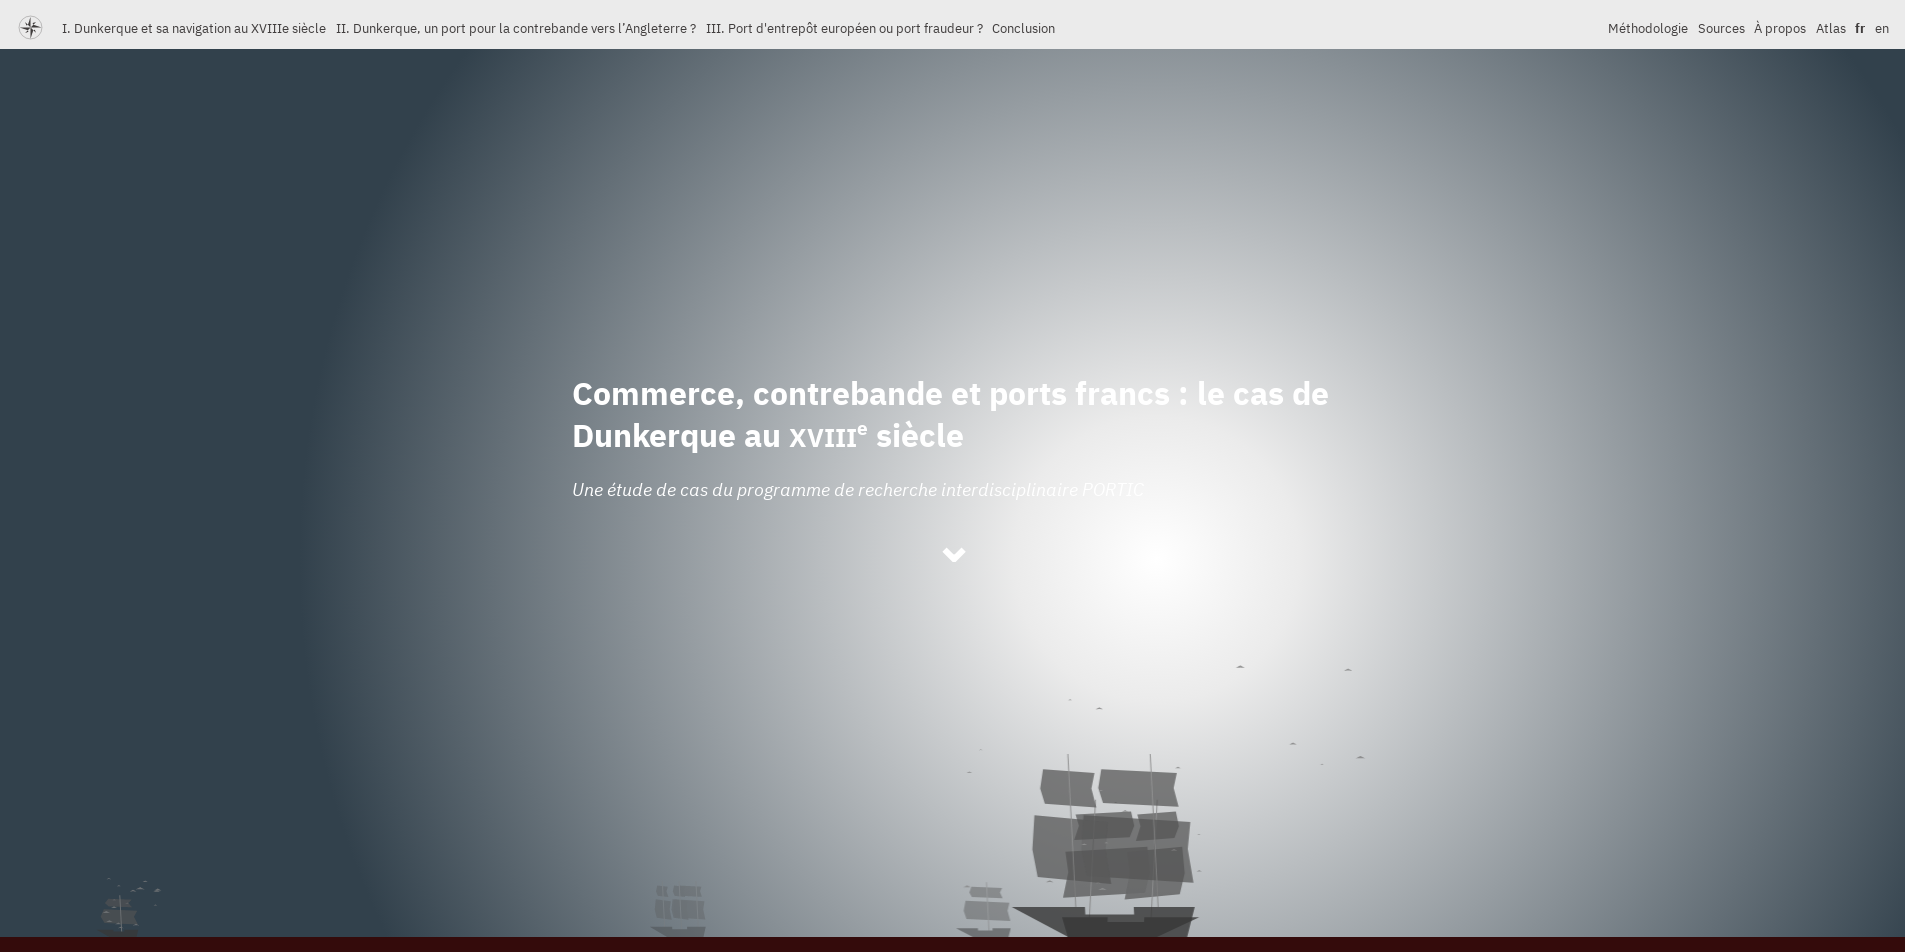 I. Dunkerque et sa navigation au XVIIIe siècle II. Dunkerque, un port pour la contrebande vers l’Angleterre ? III. Port d'entrepôt européen ou port fraudeur ? Conclusion Méthodologie Sources À propos Atlas fr en
Commerce, contrebande et ports francs : le cas de
Dunkerque au XVIIIe siècle
Une étude de cas du programme de recherche interdisciplinaire PORTIC